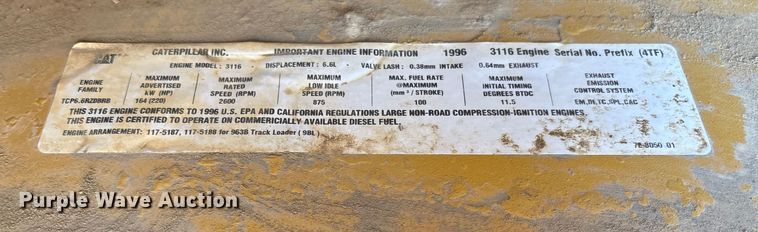 CAT CATERPILLAR INC. IMPORTANT ENGINE INFORMATION 1996 3116 Engine Serial No. Prefix (4TF)
ENGINE MODEL : 3116 DISPLACEMENT : 6.6L VALVE LASH : 0.38mm INTAKE 0.64mm EXHAUST
ENGINE FAMILY MAXIMUM ADVERTISED kW (HP) MAXIMUM RATED SPEED (RPM) MAXIMUM LOW IDLE SPEED (RPM) MAX. FUEL RATE @MAXIMUM (mm³ / STROKE) MAXIMUM INITIAL TIMING DEGREES BTDC EXHAUST EMISSION CONTROL SYSTEM
TCP6.6RZDBRB 164 (220) 2600 875 100 11.5 EM, DI, TC, SPL, CAC
THIS 3116 ENGINE CONFORMS TO 1996 U.S. EPA AND CALIFORNIA REGULATIONS LARGE NON-ROAD COMPRESSION-IGNITION ENGINES.
THIS ENGINE IS CERTIFIED TO OPERATE ON COMMERICIALLY AVAILABLE DIESEL FUEL.
ENGINE ARRANGEMENT: 117-5187, 117-5188 for 963B Track Loader ( 9BL )
7E-8050 01
Purple Wave Auction